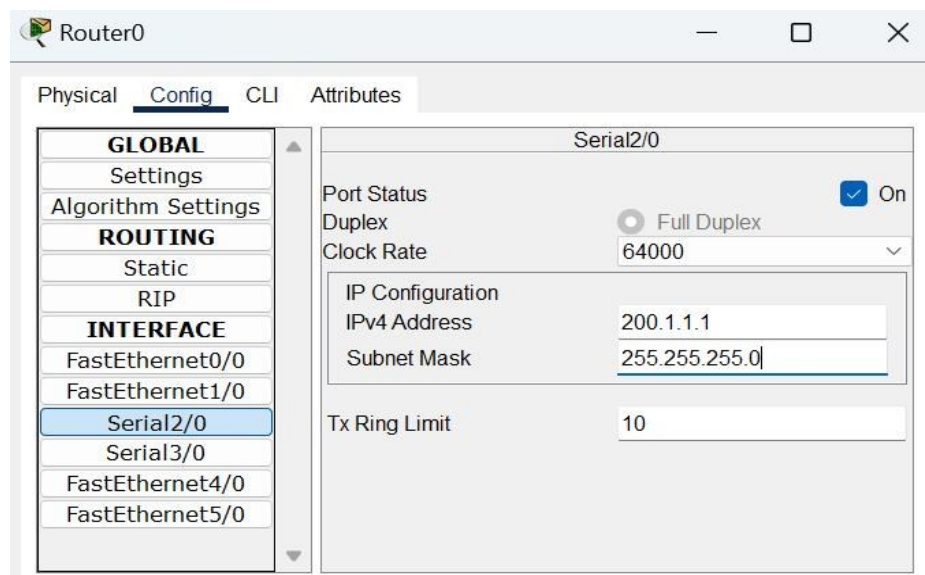 Router0
Physical Config CLI Attributes
GLOBAL
Settings
Algorithm Settings
ROUTING
Static
RIP
INTERFACE
FastEthernet0/0
FastEthernet1/0
Serial2/0
Serial3/0
FastEthernet4/0
FastEthernet5/0
Serial2/0
Port Status On
Duplex Full Duplex
Clock Rate 64000
IP Configuration
IPv4 Address 200.1.1.1
Subnet Mask 255.255.255.0
Tx Ring Limit 10